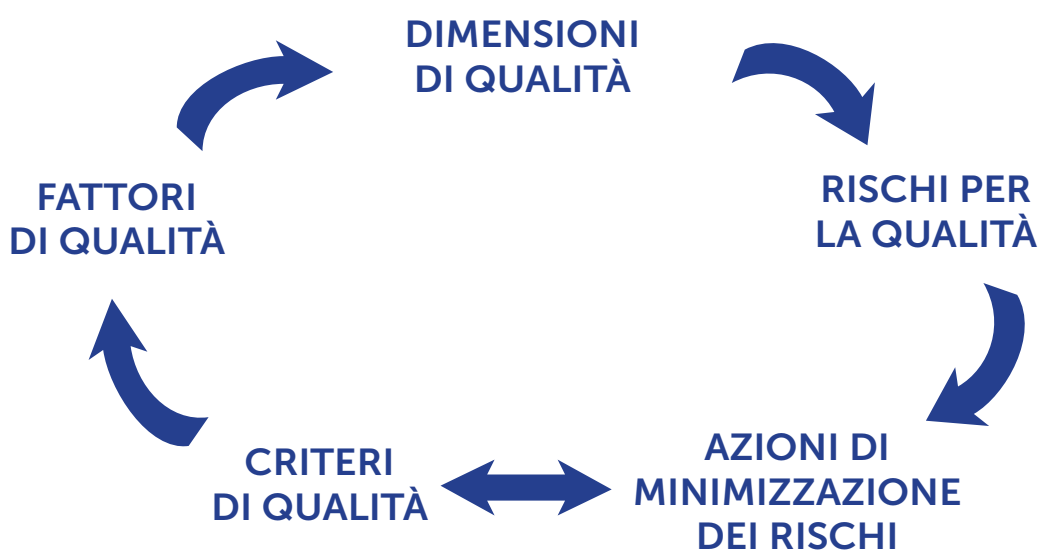 DIMENSIONI
DI QUALITÀ
RISCHI PER
LA QUALITÀ
AZIONI DI
MINIMIZZAZIONE
DEI RISCHI
CRITERI
DI QUALITÀ
FATTORI
DI QUALITÀ